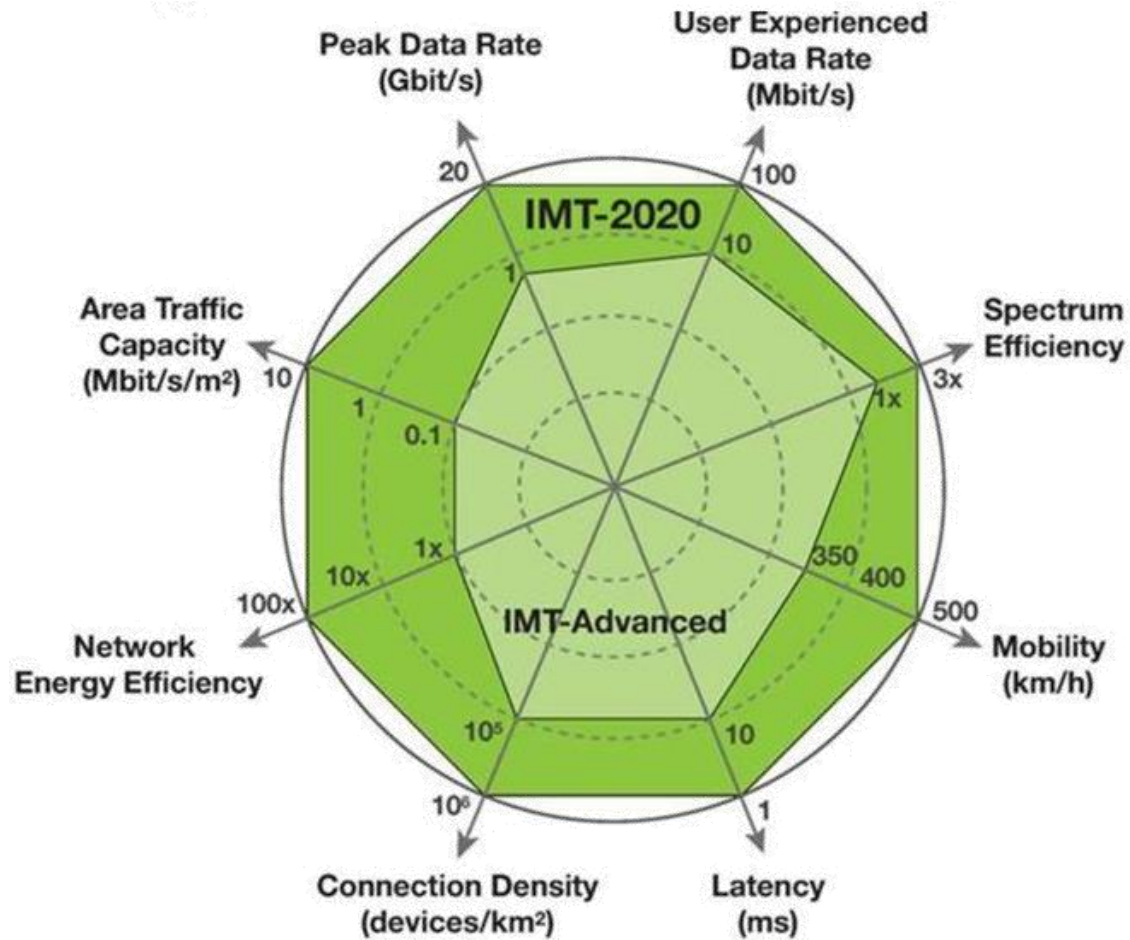 Peak Data Rate
(Gbit/s)
User Experienced
Data Rate
(Mbit/s)
20
100
IMT-2020
1
10
Area Traffic
Capacity
(Mbit/s/m²)
10
1
0.1
Spectrum
Efficiency
3x
1x
1x
10x
100x
350
400
500
Network
Energy Efficiency
IMT-Advanced
Mobility
(km/h)
10⁵
10
10⁶
1
Connection Density
(devices/km²)
Latency
(ms)